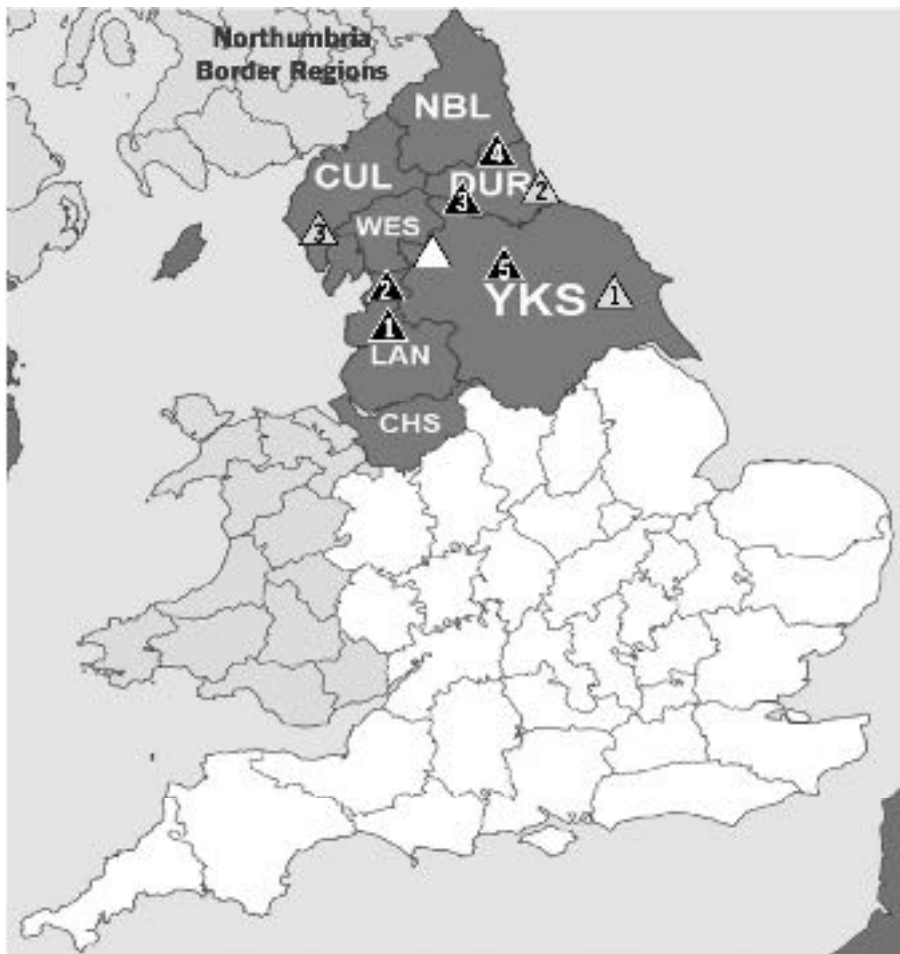 Northumbria
Border Regions
NBL
4
CUL
DUR
2
3
3
WES
5
2
YKS
1
1
LAN
CHS